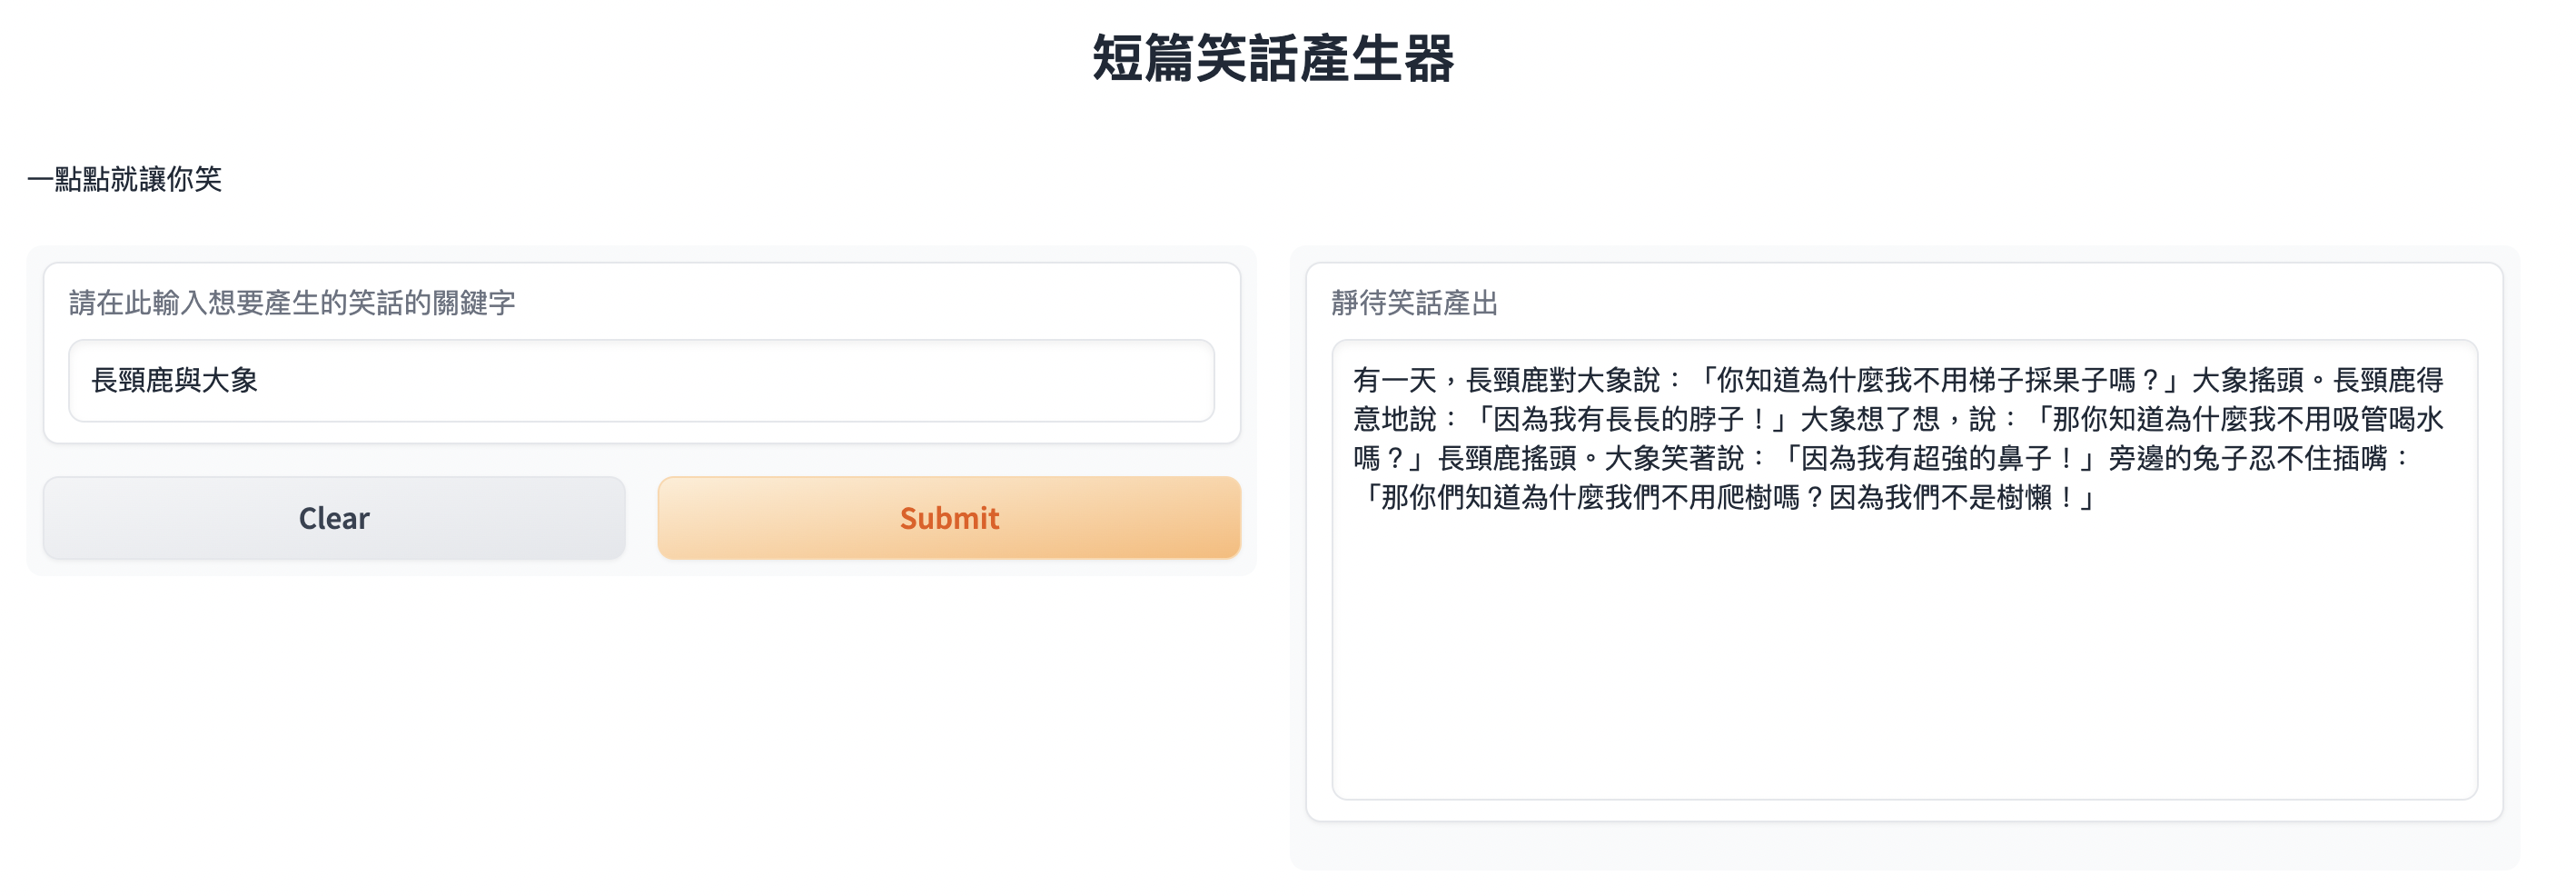 短篇笑話產生器
一點點就讓你笑
請在此輸入想要產生的笑話的關鍵字
長頸鹿與大象
Clear
Submit
靜待笑話產出
有一天，長頸鹿對大象說：「你知道為什麼我不用梯子採果子嗎？」大象搖頭。長頸鹿得
意地說：「因為我有長長的脖子！」大象想了想，說：「那你知道為什麼我不用吸管喝水
嗎？」長頸鹿搖頭。大象笑著說：「因為我有超強的鼻子！」旁邊的兔子忍不住插嘴：
「那你們知道為什麼我們不用爬樹嗎？因為我們不是樹懶！」